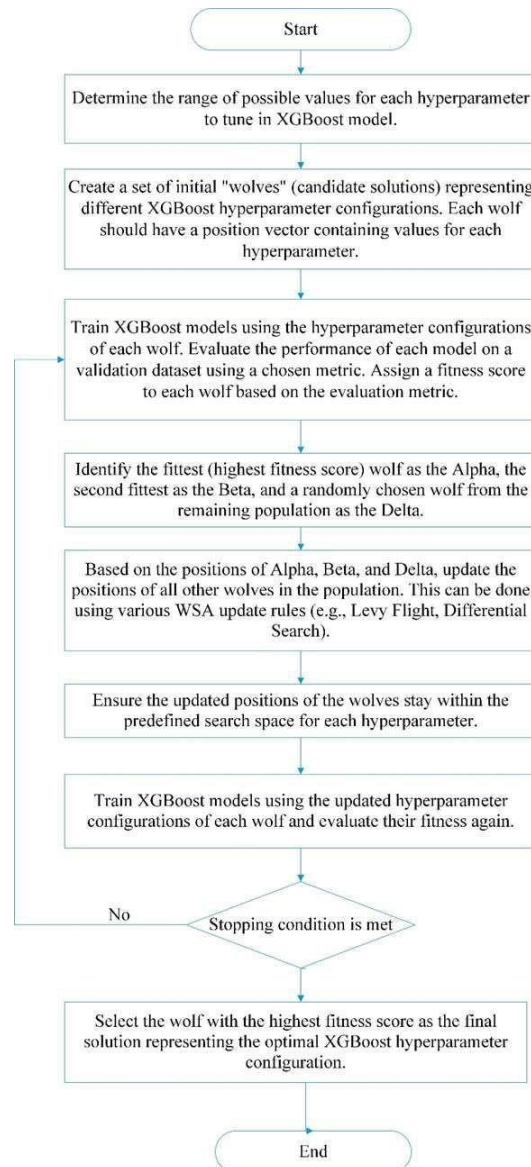 Start
Determine the range of possible values for each hyperparameter
to tune in XGBoost model.
Create a set of initial "wolves" (candidate solutions) representing
different XGBoost hyperparameter configurations. Each wolf
should have a position vector containing values for each
hyperparameter.
Train XGBoost models using the hyperparameter configurations
of each wolf. Evaluate the performance of each model on a
validation dataset using a chosen metric. Assign a fitness score
to each wolf based on the evaluation metric.
Identify the fittest (highest fitness score) wolf as the Alpha, the
second fittest as the Beta, and a randomly chosen wolf from the
remaining population as the Delta.
Based on the positions of Alpha, Beta, and Delta, update the
positions of all other wolves in the population. This can be done
using various WSA update rules (e.g., Levy Flight, Differential
Search).
Ensure the updated positions of the wolves stay within the
predefined search space for each hyperparameter.
Train XGBoost models using the updated hyperparameter
configurations of each wolf and evaluate their fitness again.
No
Stopping condition is met
Select the wolf with the highest fitness score as the final
solution representing the optimal XGBoost hyperparameter
configuration.
End